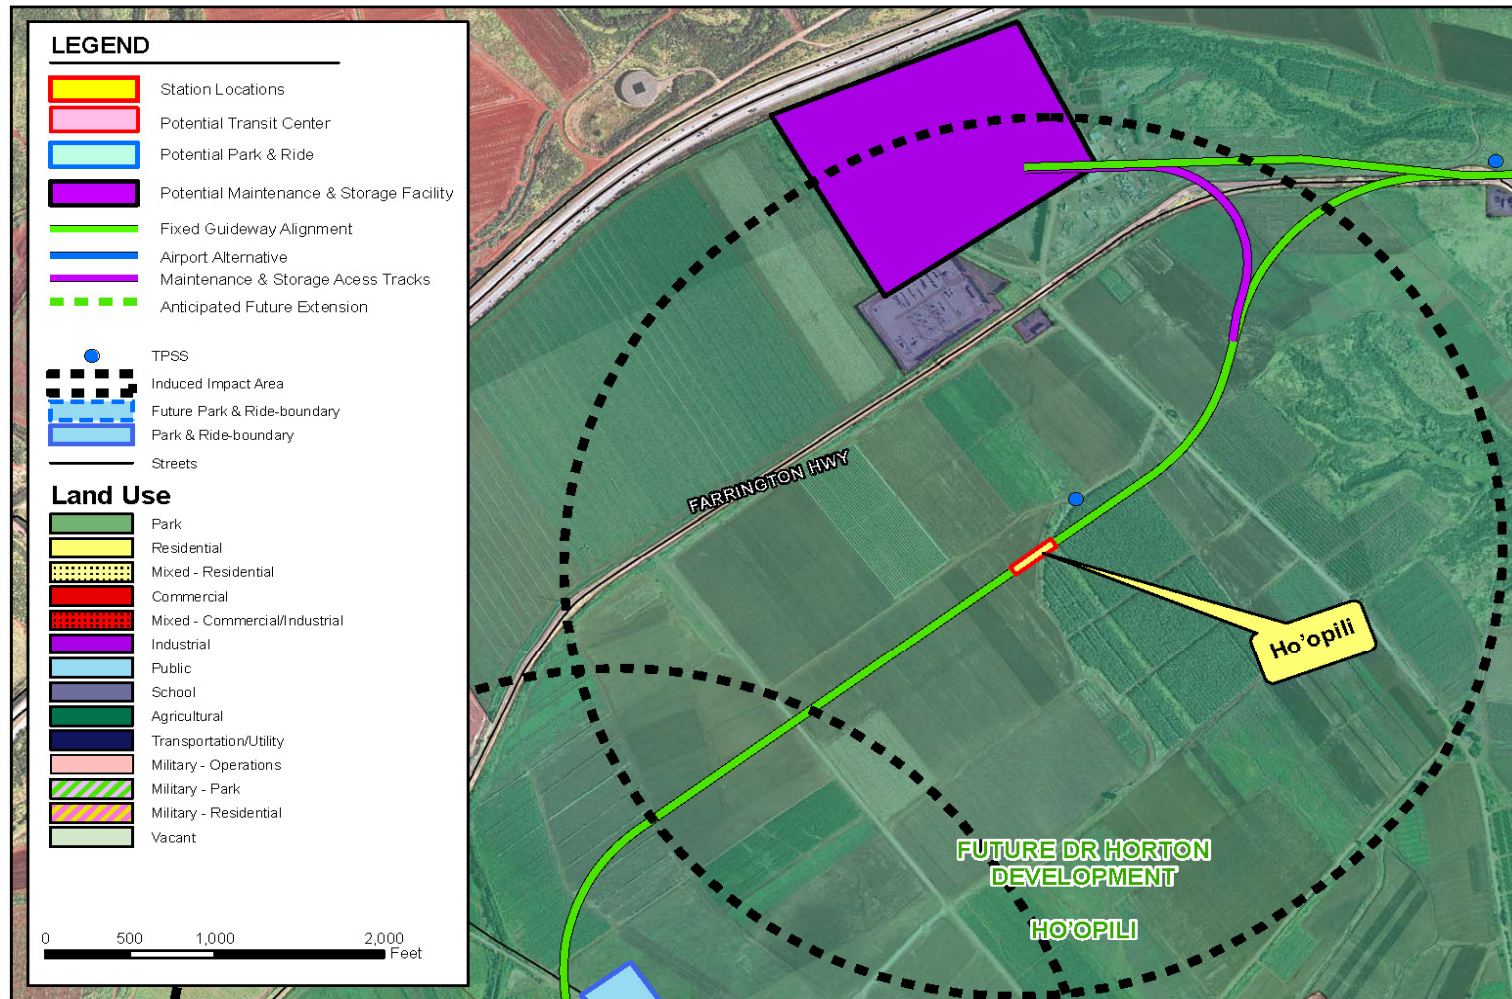 LEGEND
Station Locations
Potential Transit Center
Potential Park & Ride
Potential Maintenance & Storage Facility
Fixed Guideway Alignment
Airport Alternative
Maintenance & Storage Acess Tracks
Anticipated Future Extension
TPSS
Induced Impact Area
Future Park & Ride-boundary
Park & Ride-boundary
Streets
Land Use
Park
Residential
Mixed - Residential
Commercial
Mixed - Commercial/Industrial
Industrial
Public
School
Agricultural
Transportation/Utility
Military - Operations
Military - Park
Military - Residential
Vacant
0 500 1,000 2,000
Feet
FARRINGTON HWY
Ho'opili
FUTURE DR HORTON
DEVELOPMENT
HO'OPILI